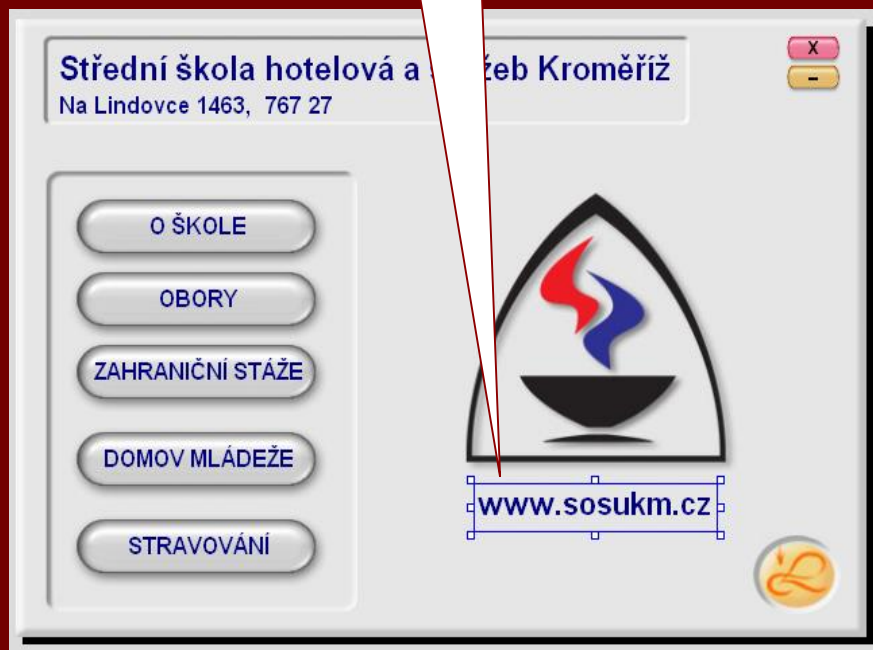 Střední škola hotelová a žeb Kroměříž
Na Lindovce 1463, 767 27
X
–
O ŠKOLE
OBORY
ZAHRANIČNÍ STÁŽE
DOMOV MLÁDEŽE
STRAVOVÁNÍ
www.sosukm.cz